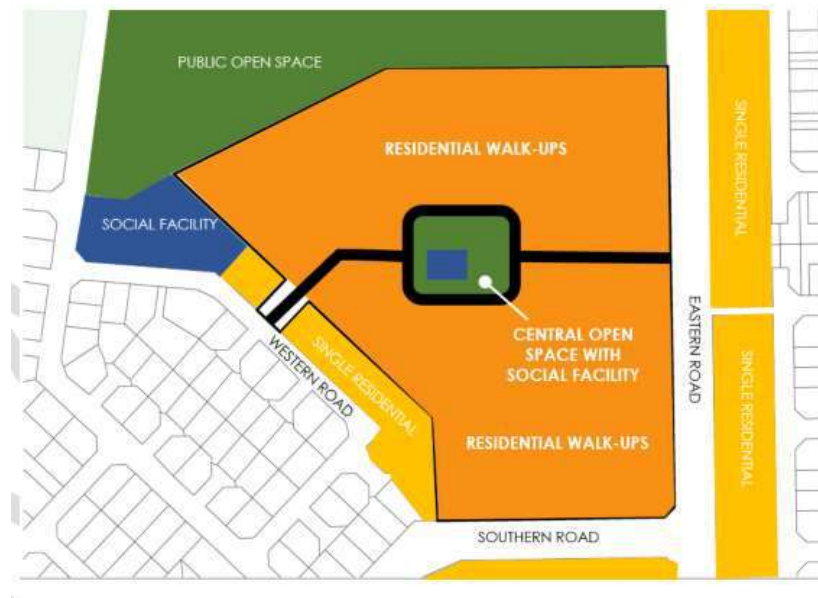 PUBLIC OPEN SPACE
RESIDENTIAL WALK-UPS
SINGLE RESIDENTIAL
SOCIAL FACILITY
CENTRAL OPEN
SPACE WITH
SOCIAL FACILITY
EASTERN ROAD
SINGLE RESIDENTIAL
WESTERN ROAD
SINGLE RESIDENTIAL
RESIDENTIAL WALK-UPS
SOUTHERN ROAD